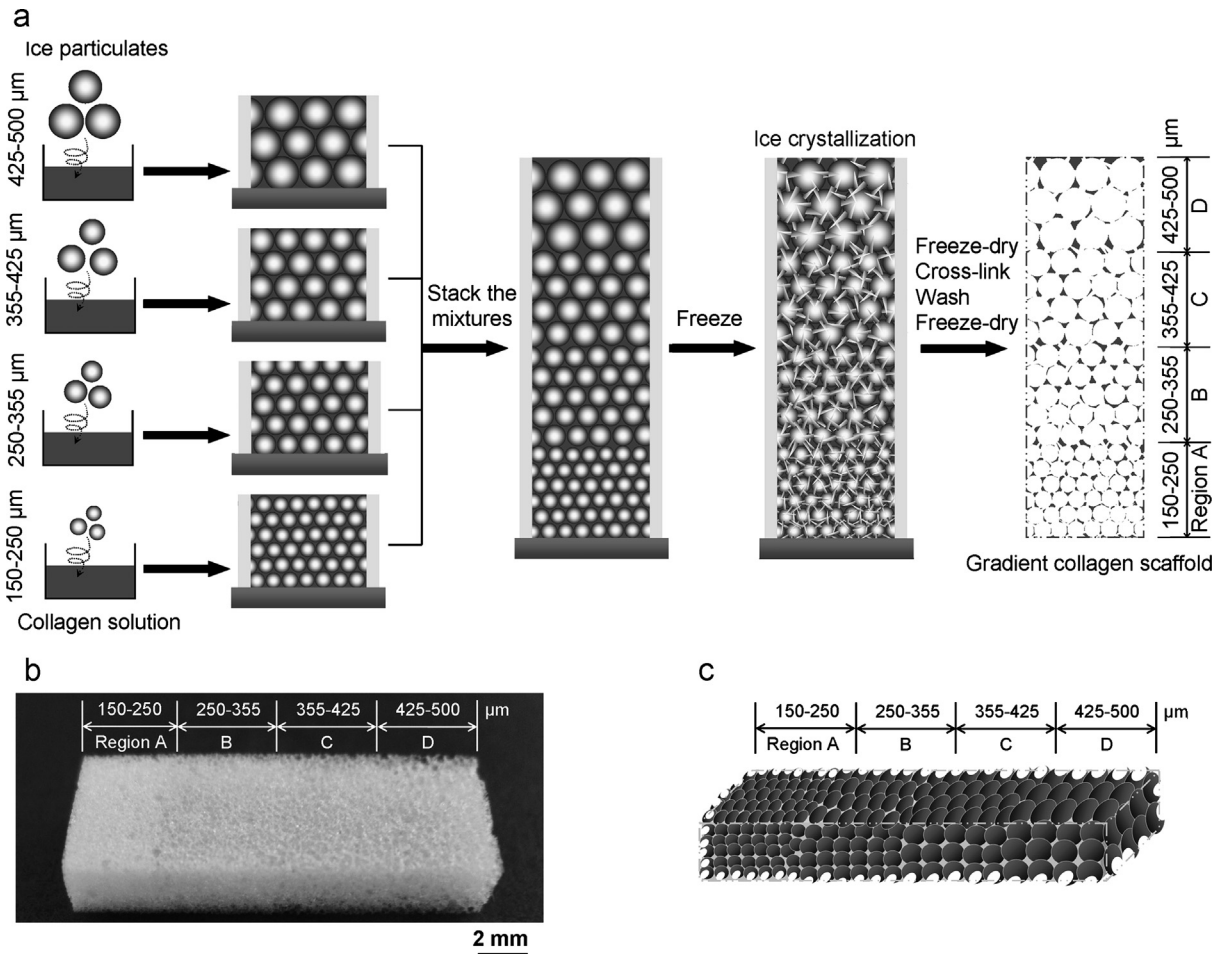 a
Ice particulates
425-500 µm
355-425 µm
250-355 µm
150-250 µm
Collagen solution
Stack the
mixtures
Freeze
Ice crystallization
Freeze-dry
Cross-link
Wash
Freeze-dry
µm
425-500
D
355-425
C
250-355
B
150-250
Region A
Gradient collagen scaffold
b
150-250 250-355 355-425 425-500 µm
Region A B C D
2 mm
c
150-250 250-355 355-425 425-500 µm
Region A B C D